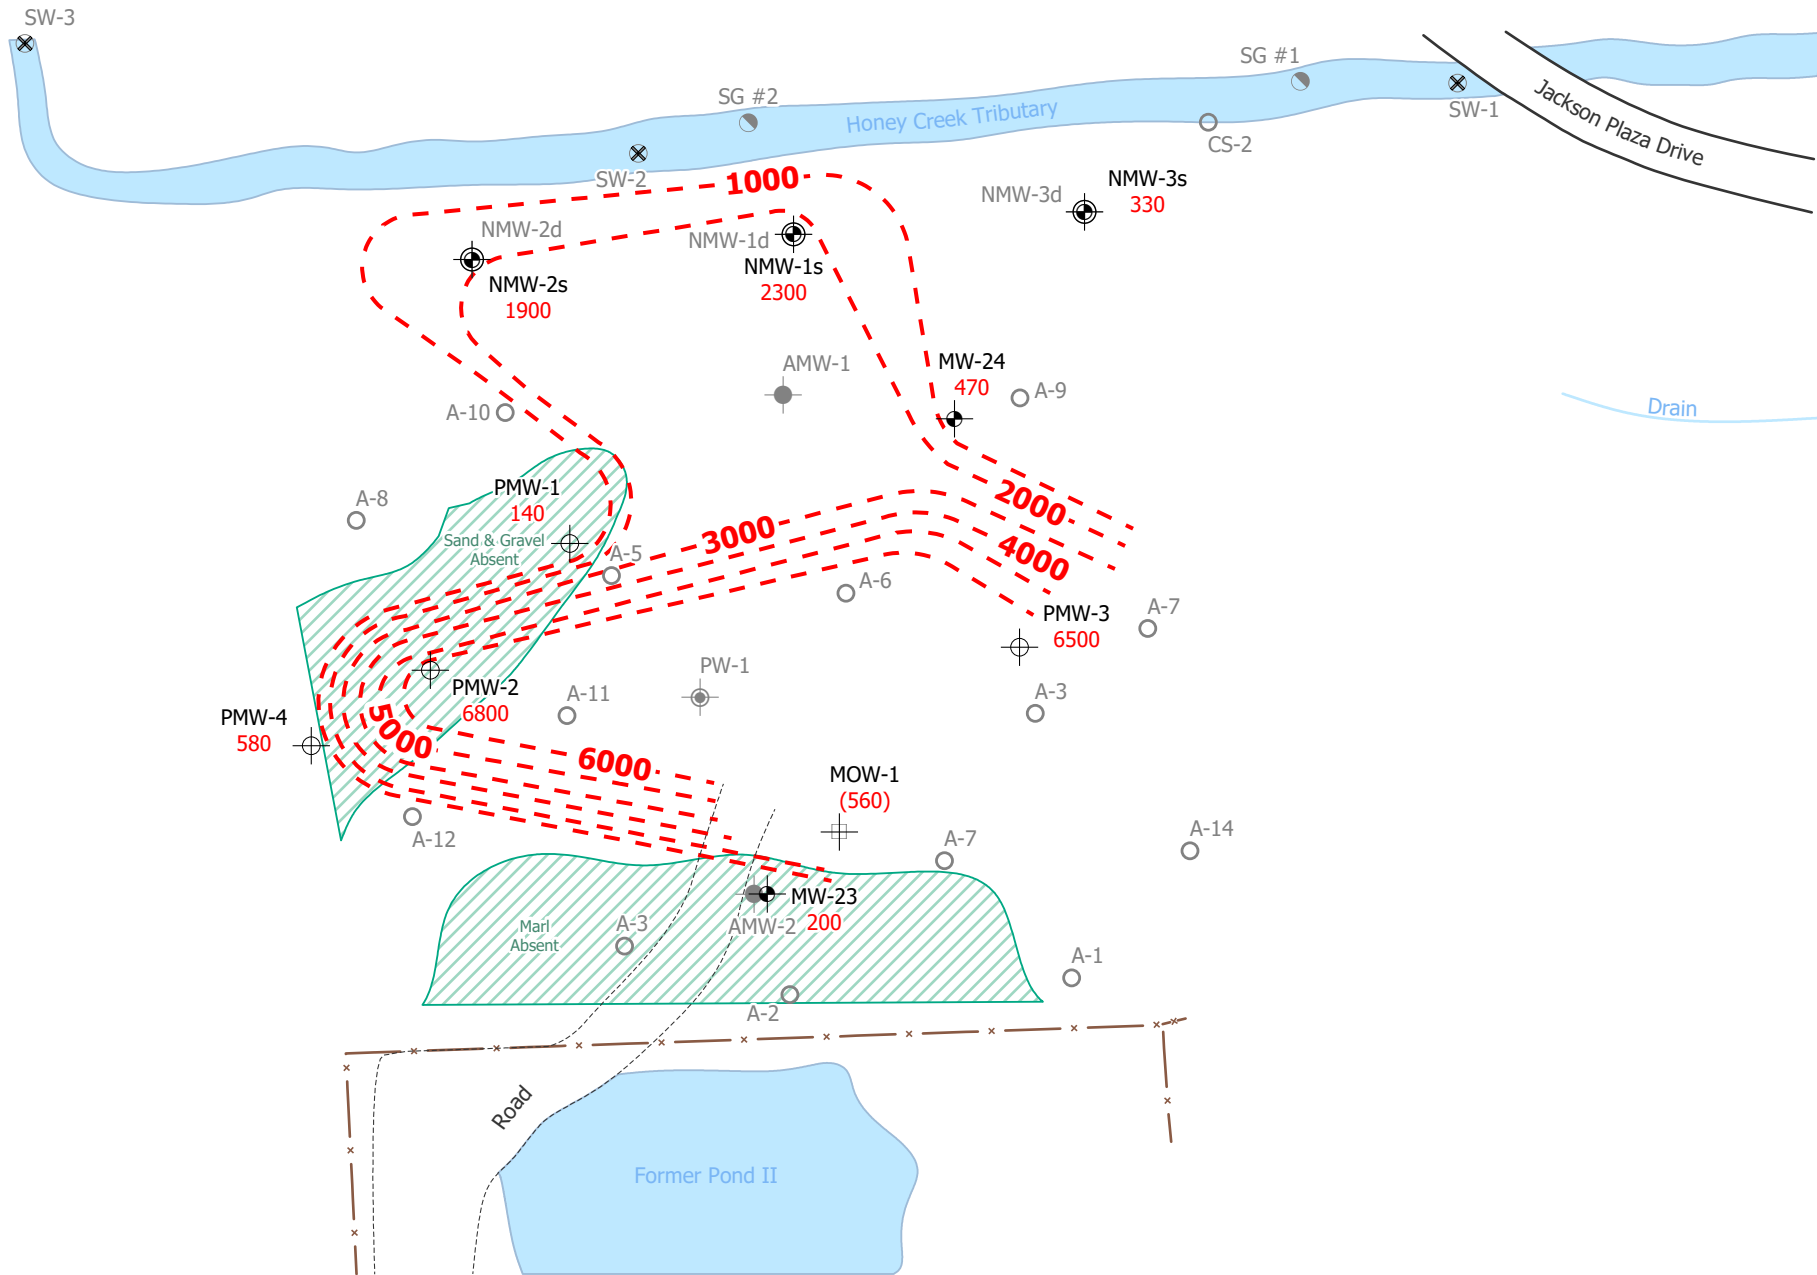 SW-3
SG #1
SG #2
Honey Creek Tributary
SW-1
Jackson Plaza Drive
CS-2
SW-2
1000
NMW-3d
NMW-3s
330
NMW-2d
NMW-1d
NMW-2s
1900
NMW-1s
2300
AMW-1
MW-24
470
A-9
A-10
Drain
PMW-1
140
A-8
Sand & Gravel
Absent
A-5
3000
2000
4000
A-6
PMW-3
6500
A-7
PW-1
PMW-2
6800
A-11
A-3
PMW-4
580
5000
6000
MOW-1
(560)
A-12
A-7
A-14
MW-23
200
AMW-2
A-3
Marl
Absent
A-1
A-2
Road
Former Pond II